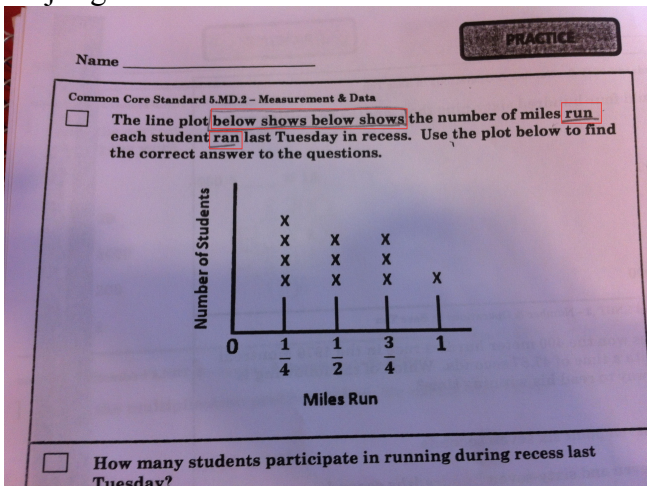 PRACTICE
Name
Common Core Standard 5.MD.2 – Measurement & Data
The line plot below shows below shows the number of miles run
each student ran last Tuesday in recess. Use the plot below to find
the correct answer to the questions.
Number of Students
X
X X X
X X X
X X X X
0 1/4 1/2 3/4 1
Miles Run
How many students participate in running during recess last
Tuesday?